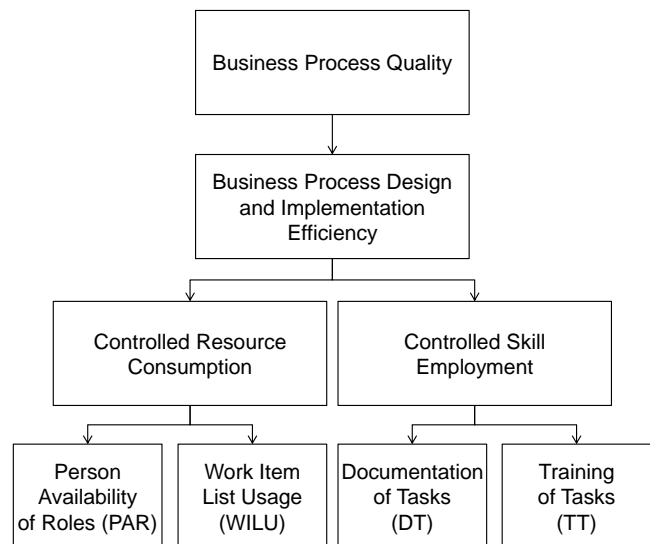 Business Process Quality
Business Process Design
and Implementation
Efficiency
Controlled Resource
Consumption
Controlled Skill
Employment
Person
Availability
of Roles (PAR)
Work Item
List Usage
(WILU)
Documentation
of Tasks
(DT)
Training
of Tasks
(TT)